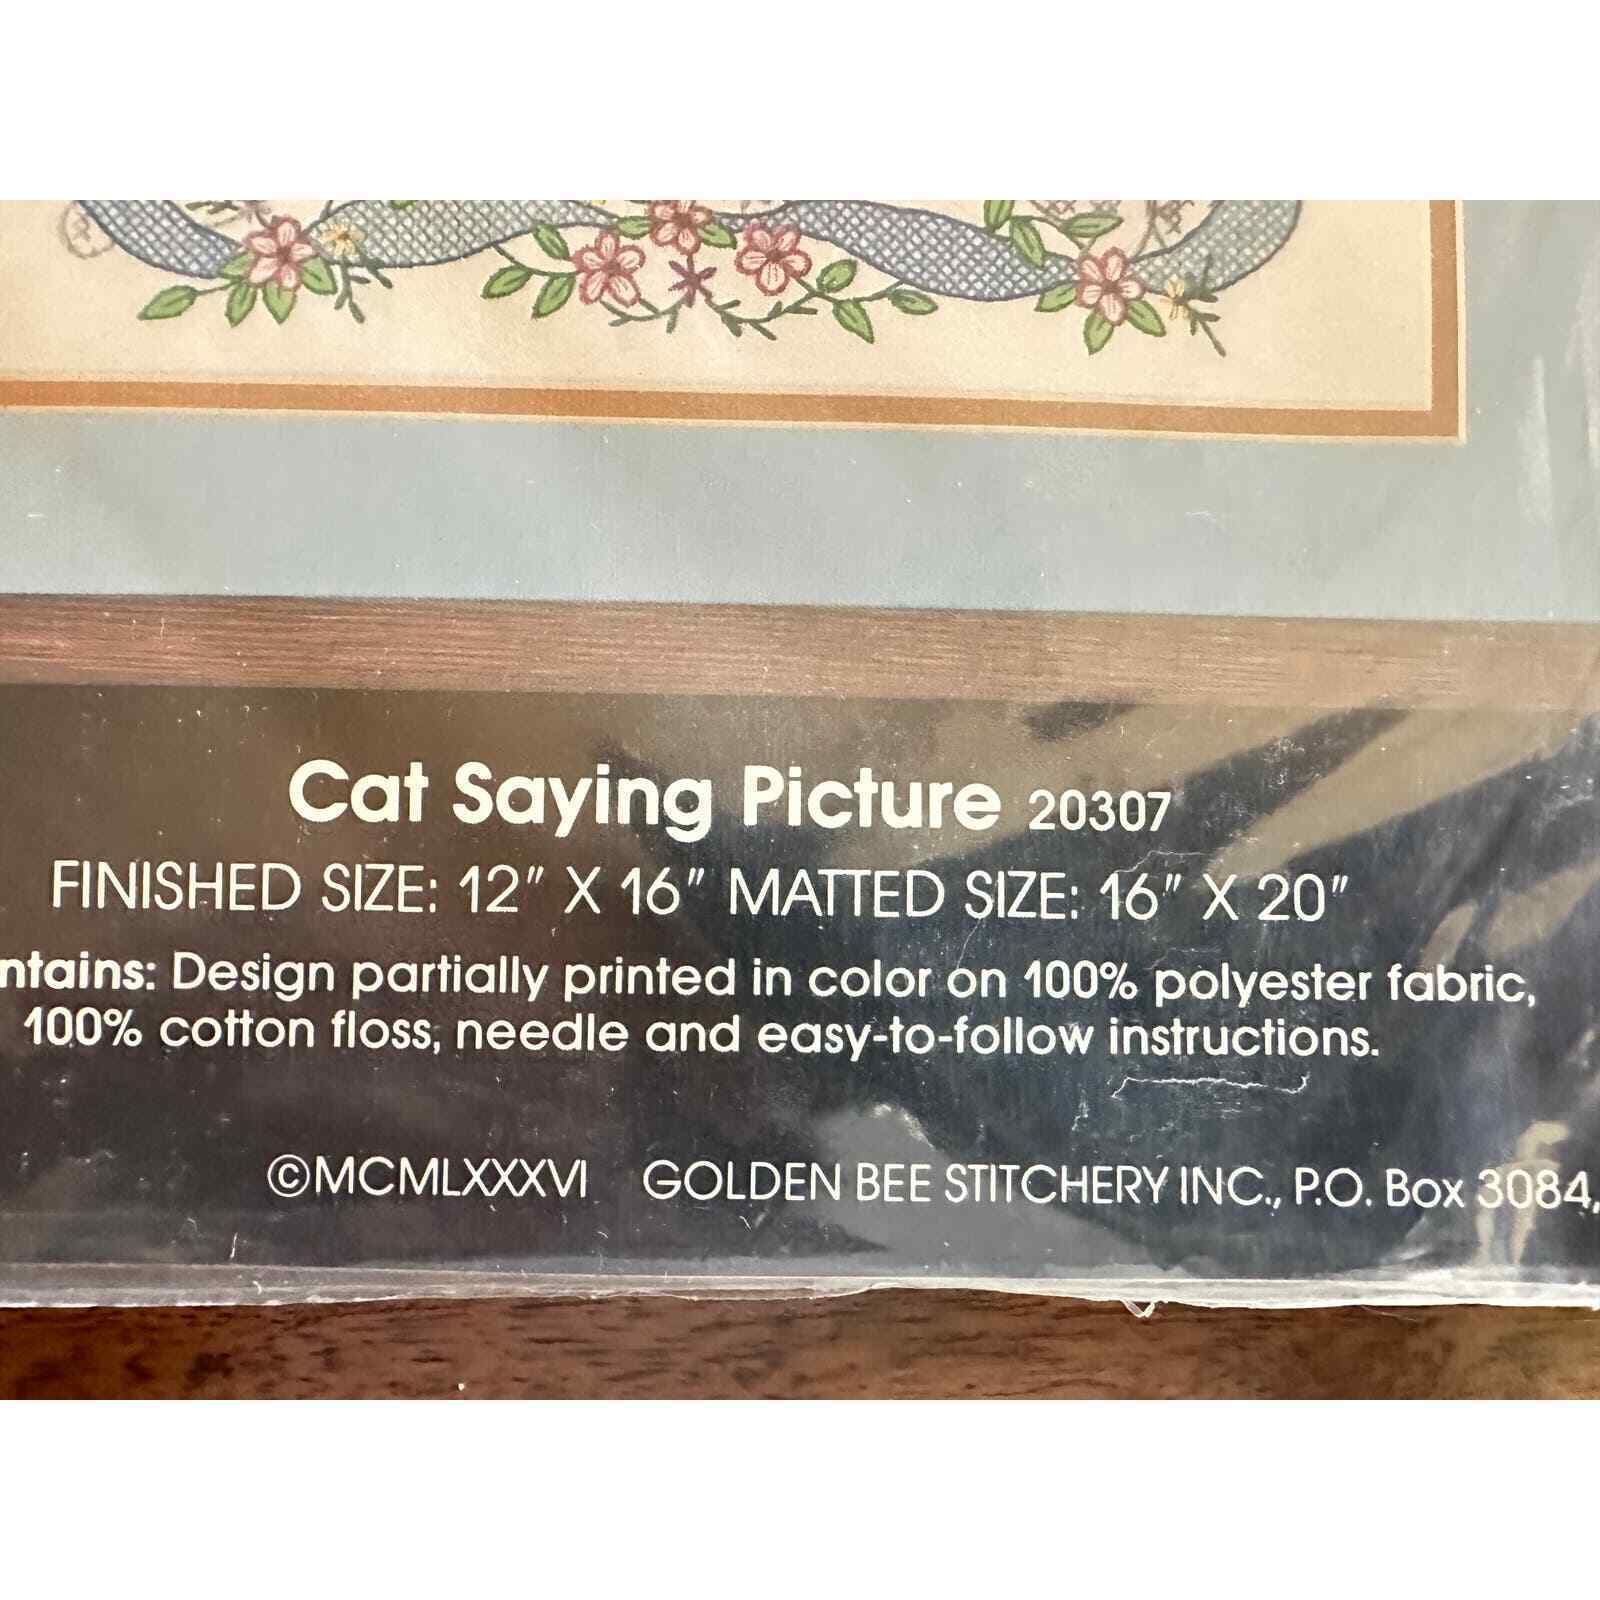 Cat Saying Picture 20307
FINISHED SIZE: 12" X 16" MATTED SIZE: 16" X 20"
ntains: Design partially printed in color on 100% polyester fabric,
100% cotton floss, needle and easy-to-follow instructions.
©MCMLXXXVI GOLDEN BEE STITCHERY INC., P.O. Box 3084,